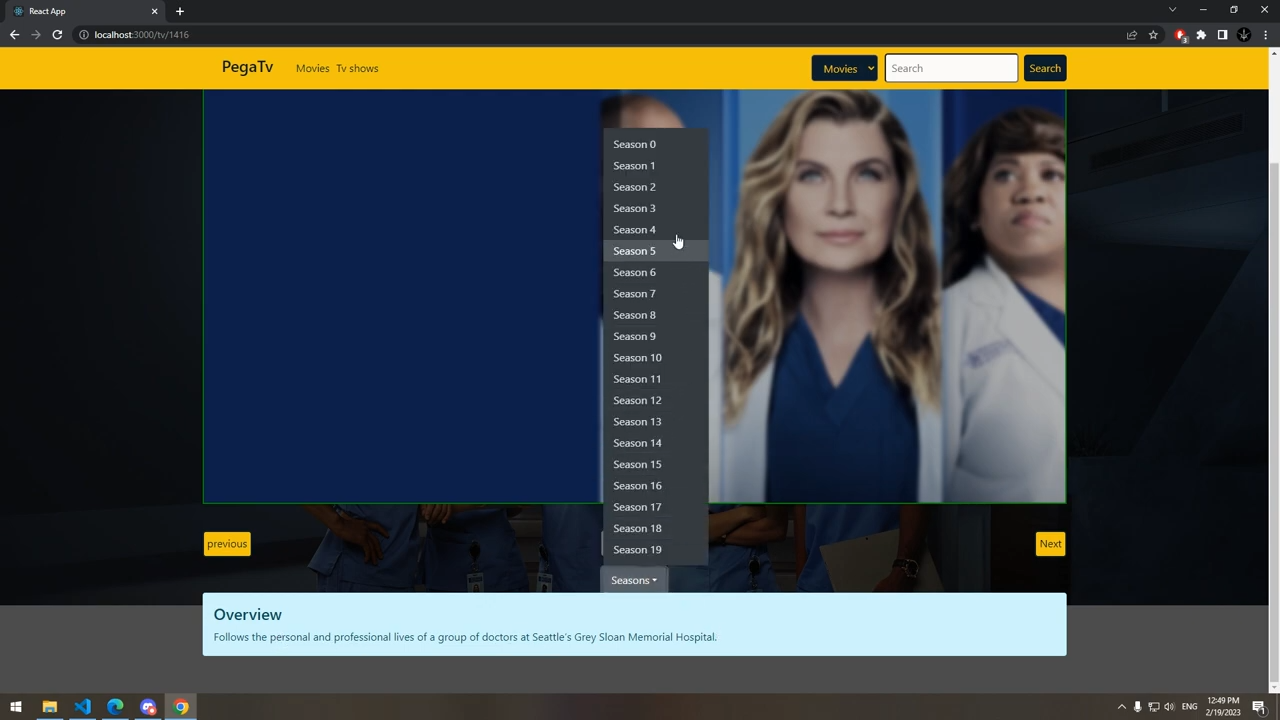 React App
localhost:3000/tv/1416
3
PegaTv
Movies
Tv shows
Movies
Search
Search
Season 0
Season 1
Season 2
Season 3
Season 4
Season 5
Season 6
Season 7
Season 8
Season 9
Season 10
Season 11
Season 12
Season 13
Season 14
Season 15
Season 16
Season 17
Season 18
Season 19
previous
Next
Seasons
Overview
Follows the personal and professional lives of a group of doctors at Seattle's Grey Sloan Memorial Hospital.
ENG
12:49 PM
2/19/2023
1